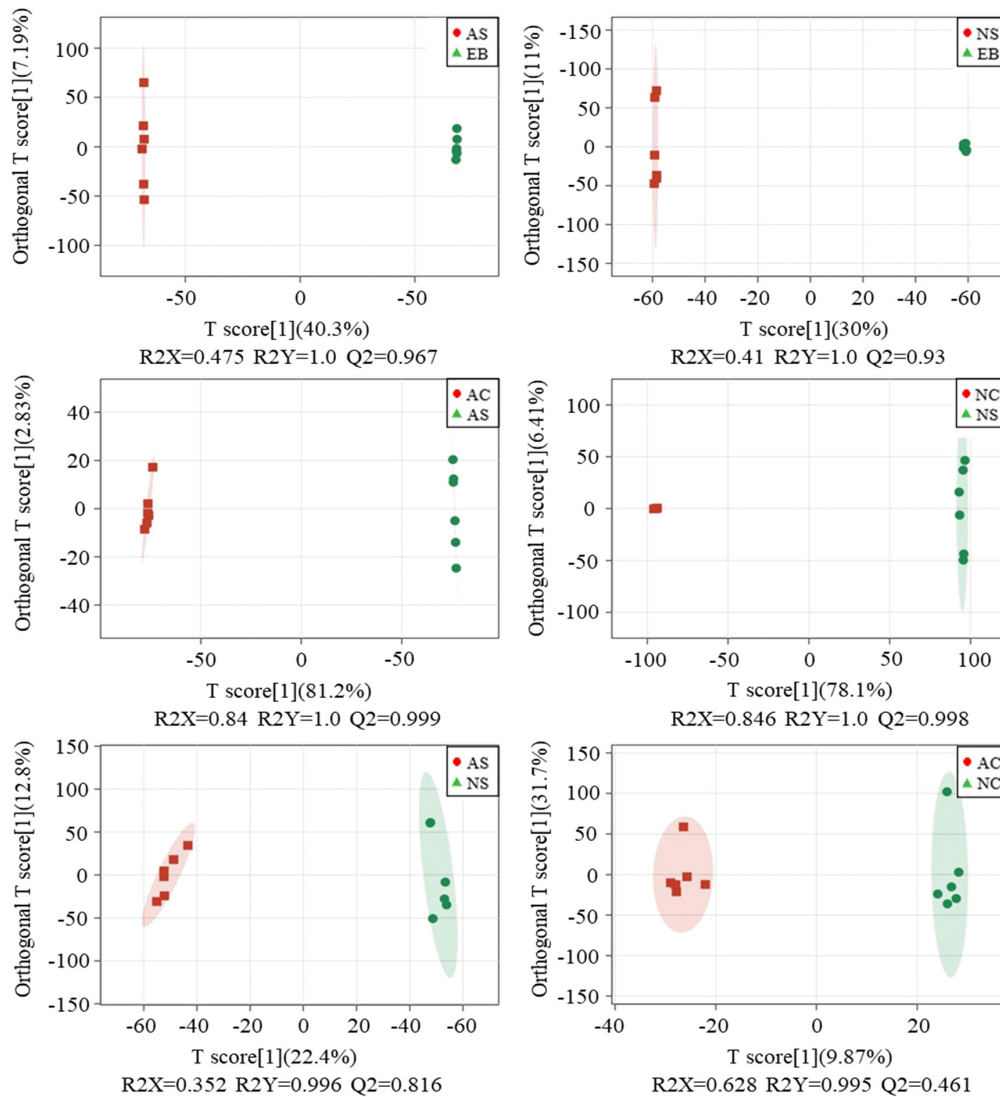 Orthogonal T score[1](7.19%)
100
50
0
-50
-100
AS
EB
-50
0
-50
T score[1](40.3%)
R2X=0.475 R2Y=1.0 Q2=0.967
Orthogonal T score[1](11%)
-150
-100
50
0
-50
-100
-150
NS
EB
-60
-40
-20
0
-20
-40
-60
T score[1](30%)
R2X=0.41 R2Y=1.0 Q2=0.93
Orthogonal T score[1](2.83%)
40
20
0
-20
-40
AC
AS
-50
0
-50
T score[1](81.2%)
R2X=0.84 R2Y=1.0 Q2=0.999
Orthogonal T score[1](6.41%)
100
50
0
-50
-100
NC
NS
-100
-50
0
50
100
T score[1](78.1%)
R2X=0.846 R2Y=1.0 Q2=0.998
Orthogonal T score[1](12.8%)
150
100
50
0
-50
-100
-150
AS
NS
-60
-40
-20
0
20
-40
-60
T score[1](22.4%)
R2X=0.352 R2Y=0.996 Q2=0.816
Orthogonal T score[1](31.7%)
150
100
50
0
-50
-100
-150
AC
NC
-40
-20
0
20
T score[1](9.87%)
R2X=0.628 R2Y=0.995 Q2=0.461